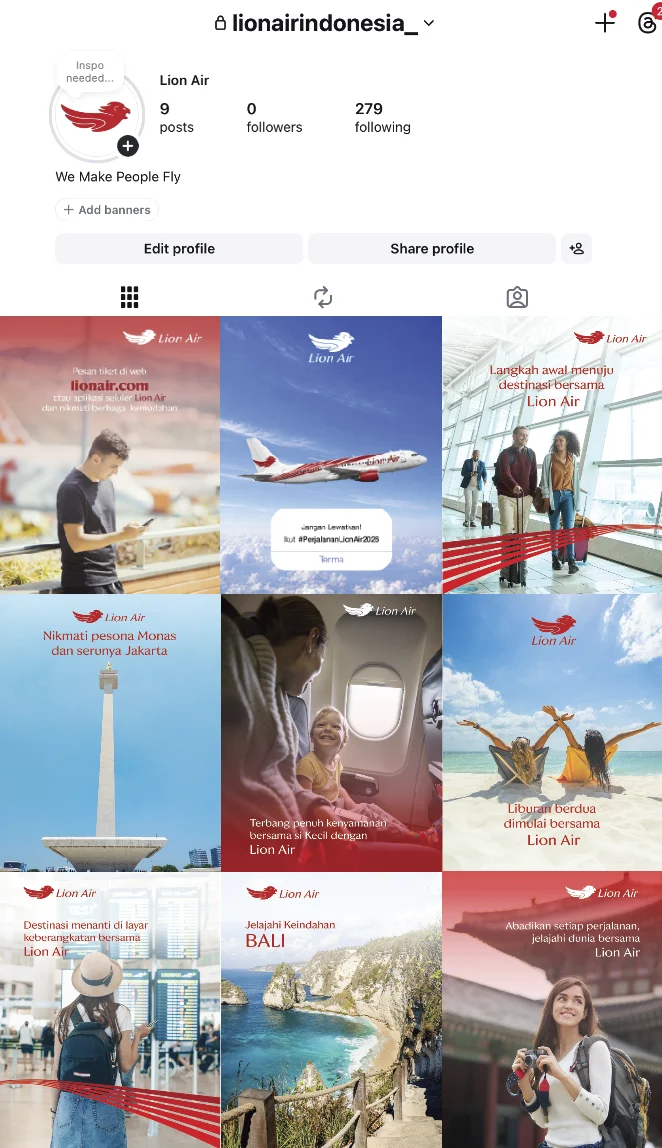 lionairindonesia_
2
Inspo
needed...
Lion Air
9
posts
0
followers
279
following
We Make People Fly
+ Add banners
Edit profile
Share profile
Lion Air
Pesan tiket di web
lionair.com
atau aplikasi seluler Lion Air
dan nikmati berbagai kemudahan
Lion Air
Lion Air
Jangan Lewatkan!
Ikut #PerjalananLionAir2025
Terma
Lion Air
Langkah awal menuju
destinasi bersama
Lion Air
Lion Air
Nikmati pesona Monas
dan serunya Jakarta
Lion Air
Terbang penuh kenyamanan
bersama si Kecil dengan
Lion Air
Lion Air
Liburan berdua
dimulai bersama
Lion Air
Lion Air
Destinasi menanti di layar
keberangkatan bersama
Lion Air
Lion Air
Jelajahi Keindahan
BALI
Lion Air
Abadikan setiap perjalanan,
jelajahi dunia bersama
Lion Air